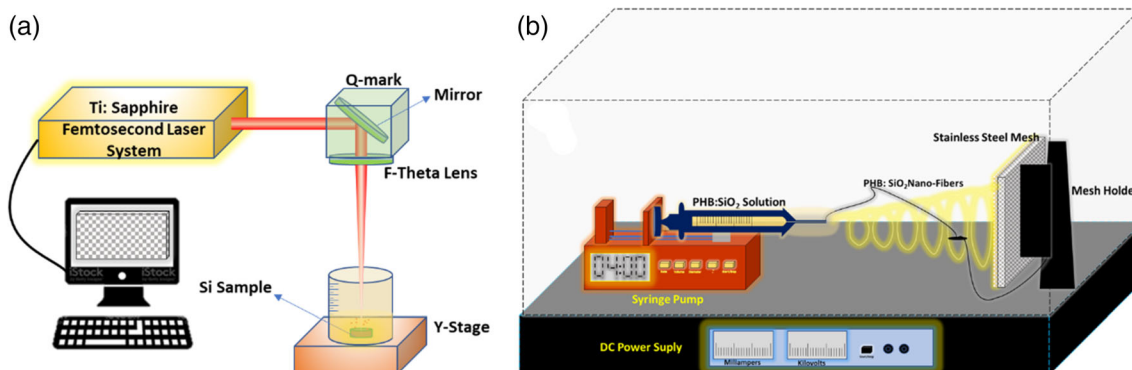 (a)
Q-mark
Mirror
Ti: Sapphire
Femtosecond Laser
System
F-Theta Lens
iStock
iStock
Si Sample
Y-Stage
(b)
Stainless Steel Mesh
PHB: SiO₂Nano-Fibers
Mesh Holde
PHB:SiO₂ Solution
04:00
Syringe Pump
DC Power Suply
Millampers
Kilovolts